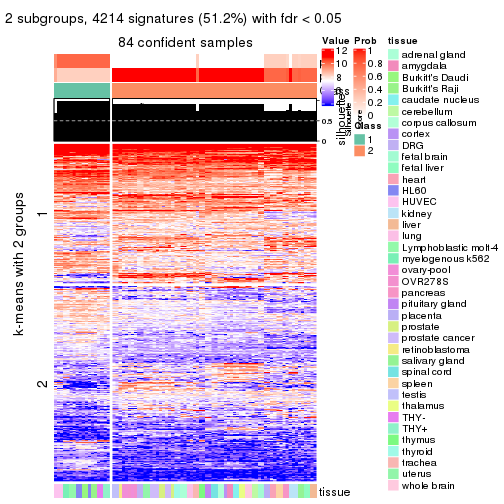 2 subgroups, 4214 signatures (51.2%) with fdr < 0.05
84 confident samples
k-means with 2 groups
1
2
silhouette
Silhouette
score
1
0.5
0
Value
12
10
8
6
4
Prob
1
0.8
0.6
0.4
0.2
0
Class
1
2
tissue
adrenal gland
amygdala
Burkitt's Daudi
Burkitt's Raji
caudate nucleus
cerebellum
corpus callosum
cortex
DRG
fetal brain
fetal liver
heart
HL60
HUVEC
kidney
liver
lung
Lymphoblastic molt-4
myelogenous k562
ovary-pool
OVR278S
pancreas
pituitary gland
placenta
prostate
prostate cancer
retinoblastoma
salivary gland
spinal cord
spleen
testis
thalamus
THY-
THY+
thymus
thyroid
trachea
uterus
whole brain
tissue